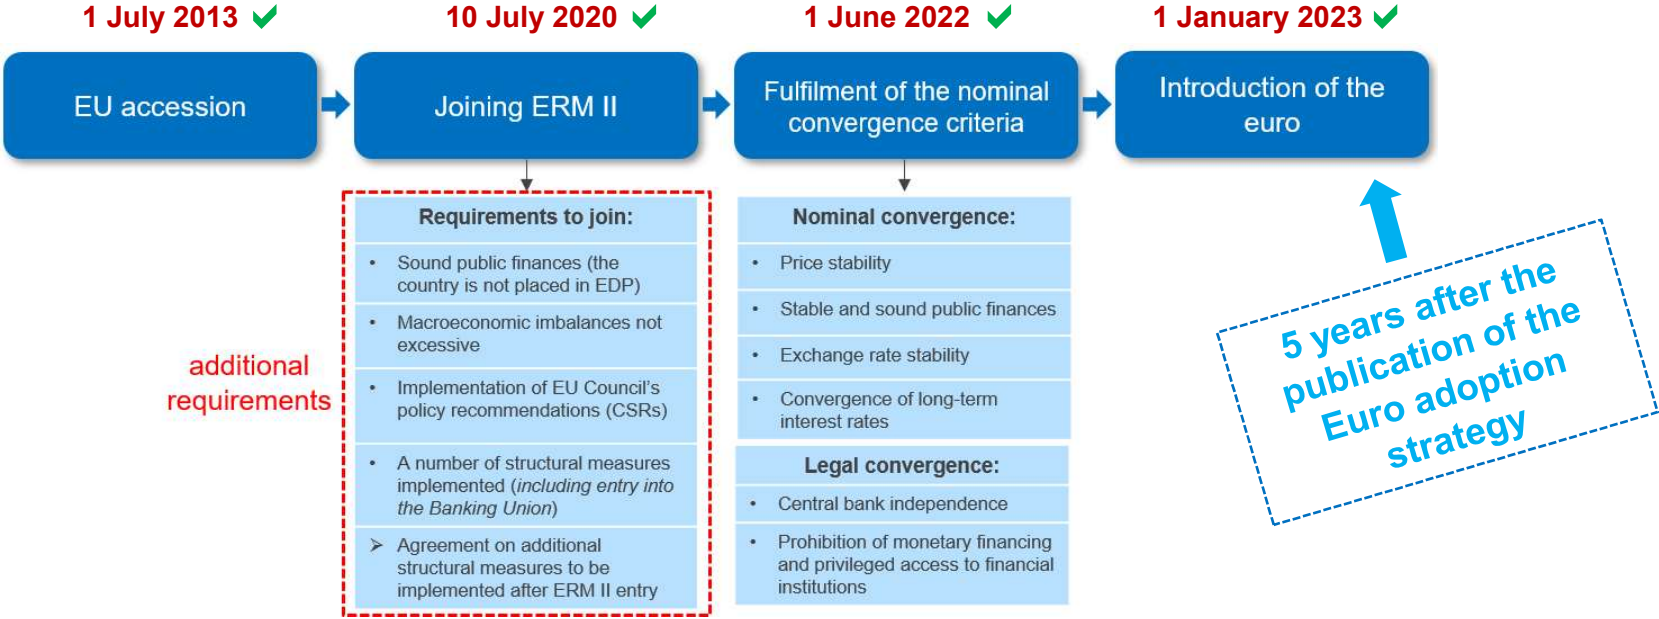 1 July 2013
10 July 2020
1 June 2022
1 January 2023
EU accession
Joining ERM II
Fulfilment of the nominal
convergence criteria
Introduction of the
euro
additional
requirements
Requirements to join:
• Sound public finances (the
country is not placed in EDP)
• Macroeconomic imbalances not
excessive
• Implementation of EU Council's
policy recommendations (CSRs)
• A number of structural measures
implemented (including entry into
the Banking Union)
➢ Agreement on additional
structural measures to be
implemented after ERM II entry
Nominal convergence:
• Price stability
• Stable and sound public finances
• Exchange rate stability
• Convergence of long-term
interest rates
Legal convergence:
• Central bank independence
• Prohibition of monetary financing
and privileged access to financial
institutions
5 years after the
publication of the
Euro adoption
strategy